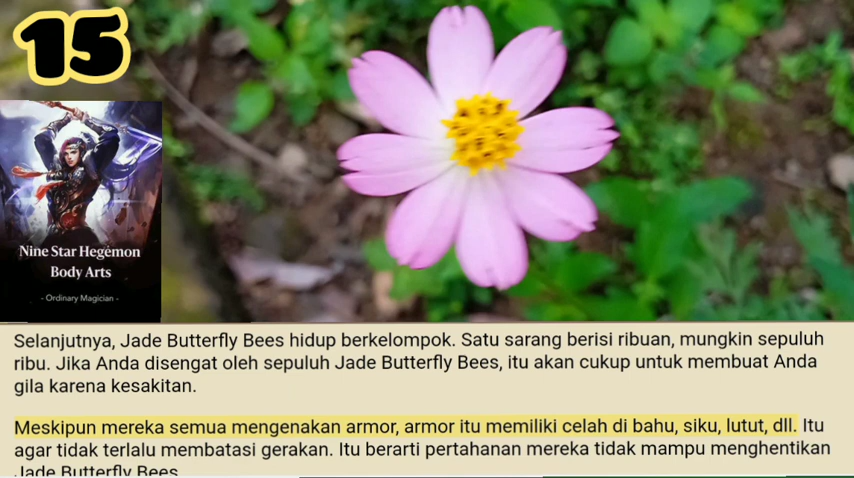 15
Nine Star Hegemon
Body Arts
- Ordinary Magician -
Selanjutnya, Jade Butterfly Bees hidup berkelompok. Satu sarang berisi ribuan, mungkin sepuluh
ribu. Jika Anda disengat oleh sepuluh Jade Butterfly Bees, itu akan cukup untuk membuat Anda
gila karena kesakitan.
Meskipun mereka semua mengenakan armor, armor itu memiliki celah di bahu, siku, lutut, dll. Itu
agar tidak terlalu membatasi gerakan. Itu berarti pertahanan mereka tidak mampu menghentikan
Jade Butterfly Bees